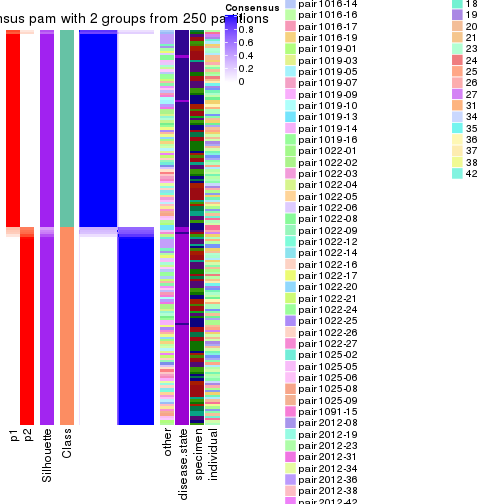 nsus pam with 2 groups from 250 partitions
Consensus
0.8
0.6
0.4
0.2
0
p1
p2
Silhouette
Class
other
disease.state
specimen
individual
pair1016-14
pair1016-16
pair1016-17
pair1019-01
pair1019-03
pair1019-05
pair1019-07
pair1019-09
pair1019-10
pair1019-13
pair1019-14
pair1019-16
pair1022-01
pair1022-02
pair1022-03
pair1022-04
pair1022-05
pair1022-06
pair1022-08
pair1022-09
pair1022-12
pair1022-14
pair1022-16
pair1022-17
pair1022-20
pair1022-21
pair1022-24
pair1022-25
pair1022-26
pair1022-27
pair1025-02
pair1025-05
pair1025-06
pair1025-08
pair1025-09
pair1091-15
pair2012-08
pair2012-19
pair2012-23
pair2012-31
pair2012-34
pair2012-36
pair2012-38
pair2012-42
18
19
20
21
23
24
25
26
27
31
34
35
36
37
38
42